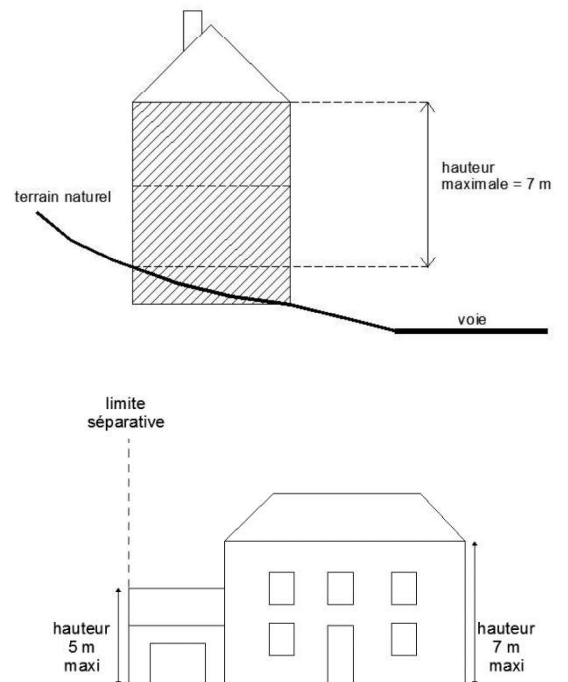 hauteur
maximale = 7 m
terrain naturel
voie
limite
séparative
hauteur
5 m
maxi
hauteur
7 m
maxi